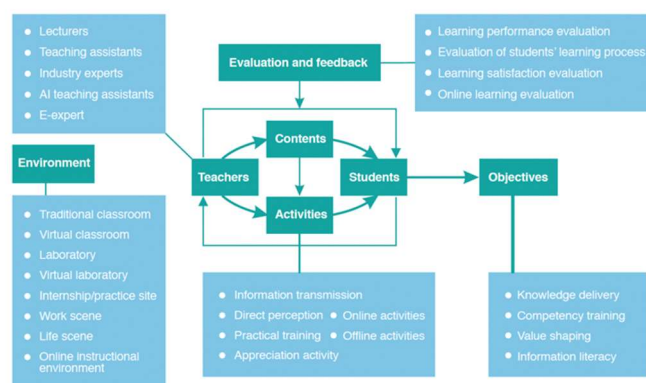 Lecturers
Teaching assistants
Industry experts
AI teaching assistants
E-expert
Evaluation and feedback
Learning performance evaluation
Evaluation of students' learning process
Learning satisfaction evaluation
Online learning evaluation
Environment
Teachers
Contents
Activities
Students
Objectives
Traditional classroom
Virtual classroom
Laboratory
Virtual laboratory
Internship/practice site
Work scene
Life scene
Online instructional
environment
Information transmission
Direct perception
Online activities
Practical training
Offline activities
Appreciation activity
Knowledge delivery
Competency training
Value shaping
Information literacy